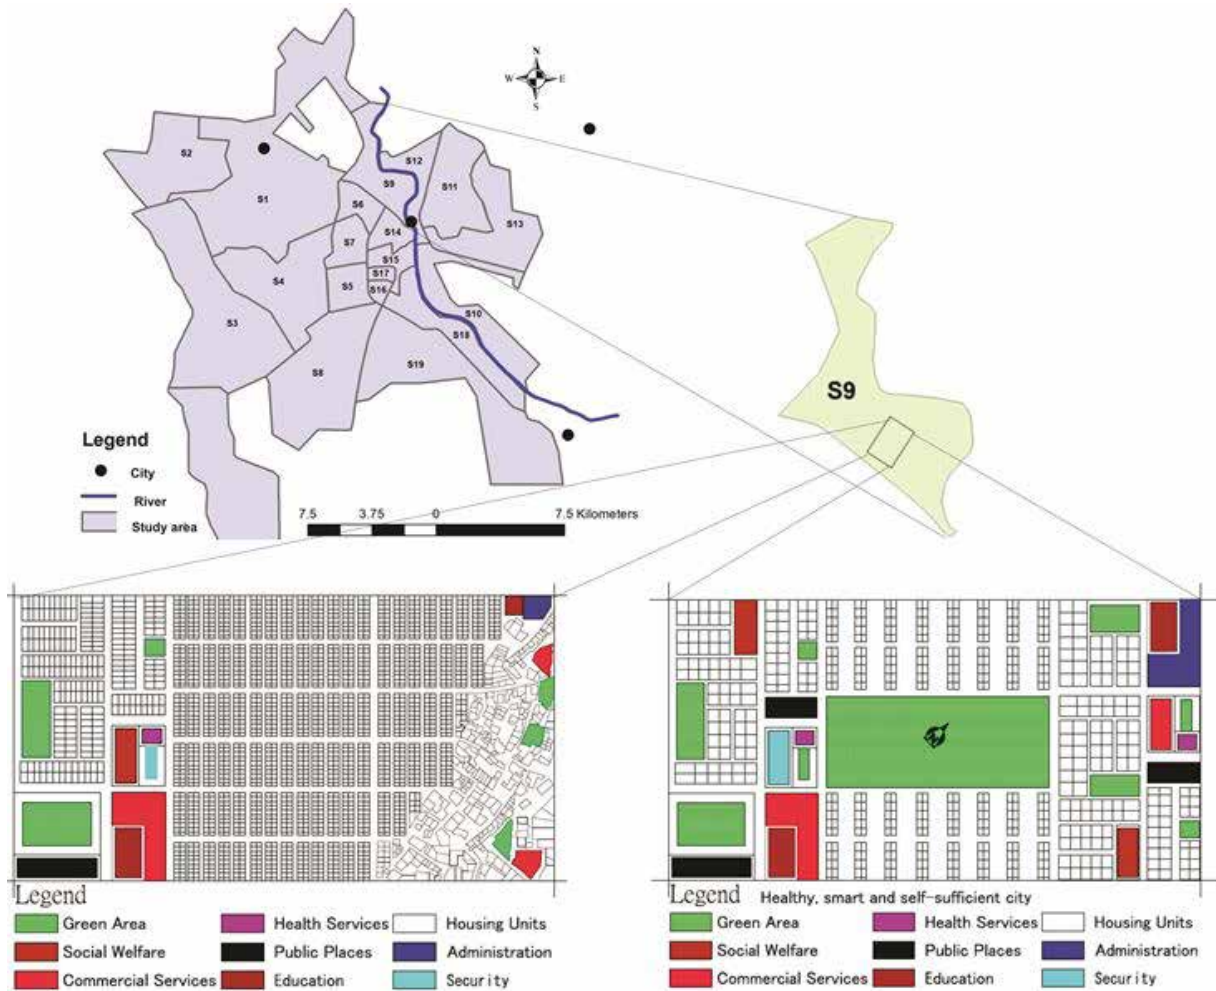 N
W E
S
S2
S12
S9
S11
S1
S6
S13
S14
S7
S15
S17
S4
S5
S16
S10
S3
S18
S8
S19
S9
Legend
City
River
Study area
7.5 3.75 0 7.5 Kilometers
Legend
Green Area Health Services Housing Units
Social Welfare Public Places Administration
Commercial Services Education Security
Legend Healthy, smart and self-sufficient city
Green Area Health Services Housing Units
Social Welfare Public Places Administration
Commercial Services Education Security